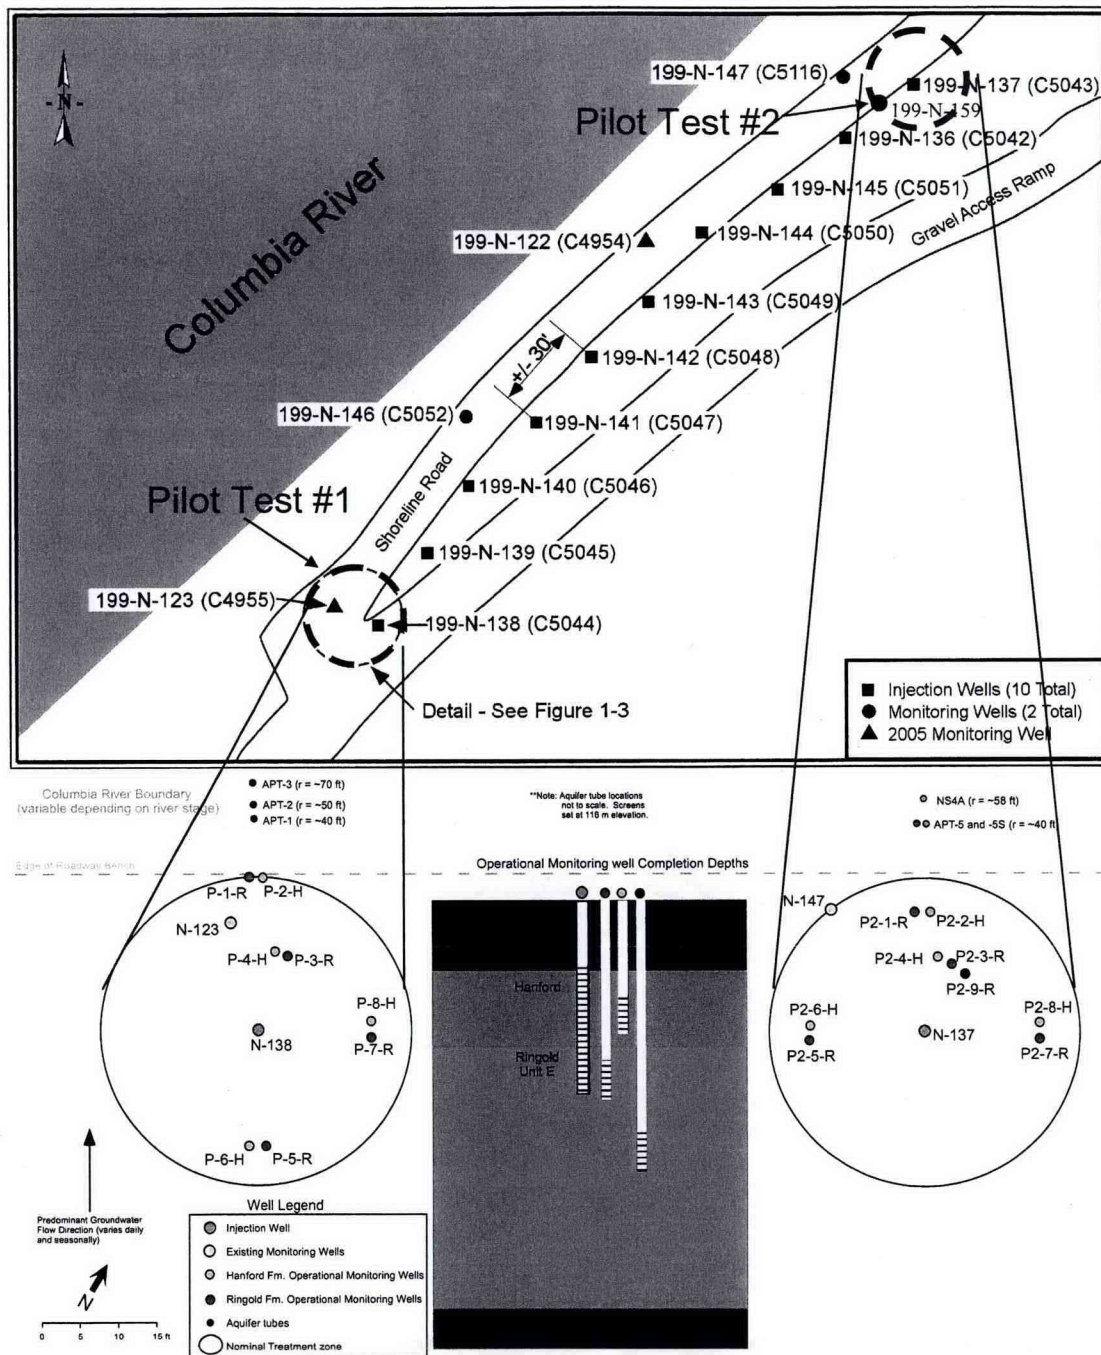 - N -
Columbia River
199-N-147 (C5116)
Pilot Test #2
199-N-137 (C5043)
199-N-159
199-N-136 (C5042)
199-N-145 (C5051)
199-N-144 (C5050)
Gravel Access Ramp
199-N-122 (C4954)
199-N-143 (C5049)
+/- 30'
199-N-142 (C5048)
199-N-146 (C5052)
199-N-141 (C5047)
Shoreline Road
199-N-140 (C5046)
Pilot Test #1
199-N-139 (C5045)
199-N-123 (C4955)
199-N-138 (C5044)
Detail - See Figure 1-3
Injection Wells (10 Total)
Monitoring Wells (2 Total)
2005 Monitoring Well
Columbia River Boundary
(variable depending on river stage)
APT-3 (r = ~70 ft)
APT-2 (r = ~50 ft)
APT-1 (r = ~40 ft)
**Note: Aquifer tube locations
not to scale. Screens
set at 116 m elevation.
NS4A (r = ~58 ft)
APT-5 and -5S (r = ~40 ft
Edge of Roadway Bench
Operational Monitoring well Completion Depths
P-1-R
P-2-H
N-123
P-4-H
P-3-R
P-8-H
N-138
P-7-R
P-6-H
P-5-R
Hanford
Ringold
Unit E
N-147
P2-1-R
P2-2-H
P2-4-H
P2-3-R
P2-9-R
P2-6-H
P2-8-H
P2-5-R
N-137
P2-7-R
Predominant Groundwater
Flow Direction (varies daily
and seasonally)
N
0 5 10 15 ft
Well Legend
Injection Well
Existing Monitoring Wells
Hanford Fm. Operational Monitoring Wells
Ringold Fm. Operational Monitoring Wells
Aquifer tubes
Nominal Treatment zone